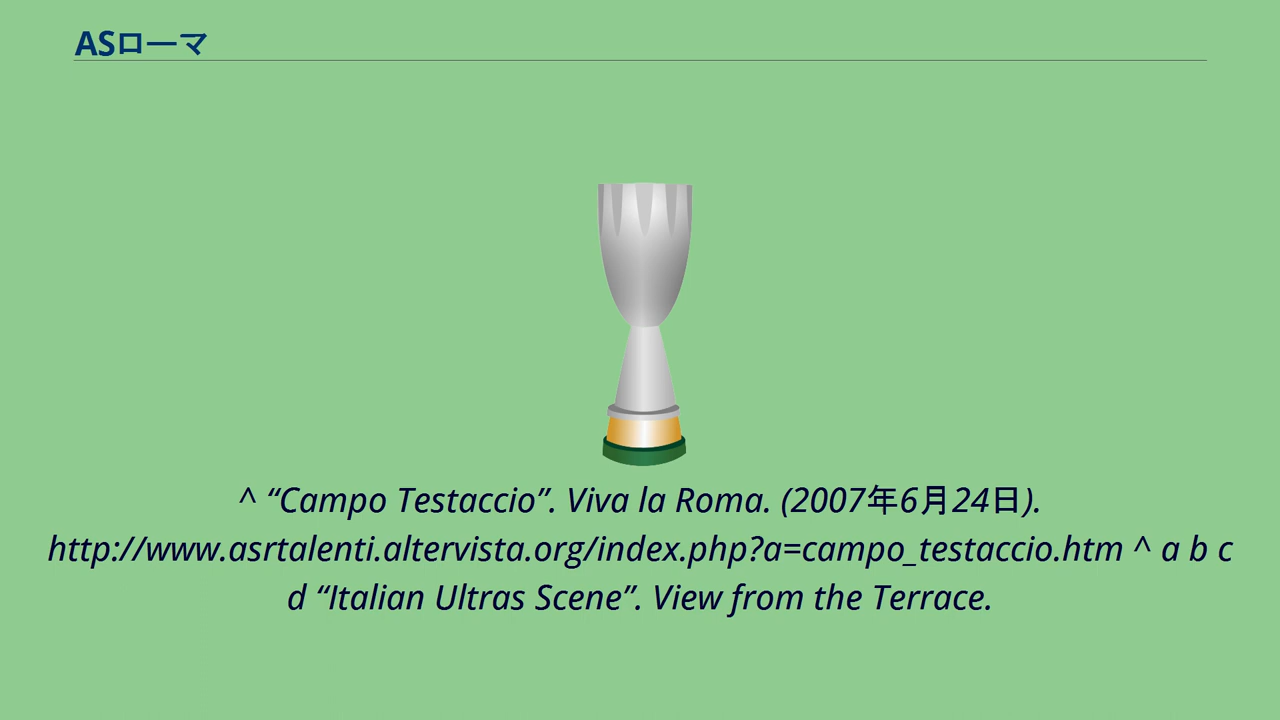 ASローマ
^ “Campo Testaccio”. Viva la Roma. (2007年6月24日).
http://www.asrtalenti.altervista.org/index.php?a=campo_testaccio.htm ^ a b c
d “Italian Ultras Scene”. View from the Terrace.